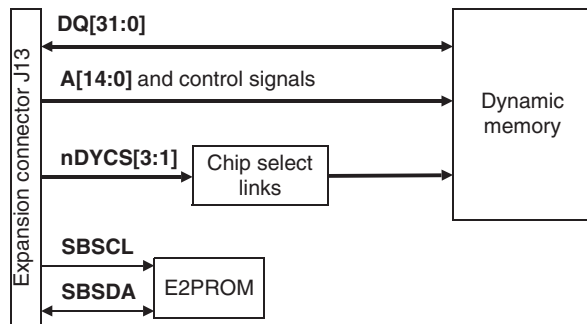 Expansion connector J13
DQ[31:0]
A[14:0] and control signals
Dynamic
memory
nDYCS[3:1]
Chip select
links
SBSCL
SBSDA
E2PROM